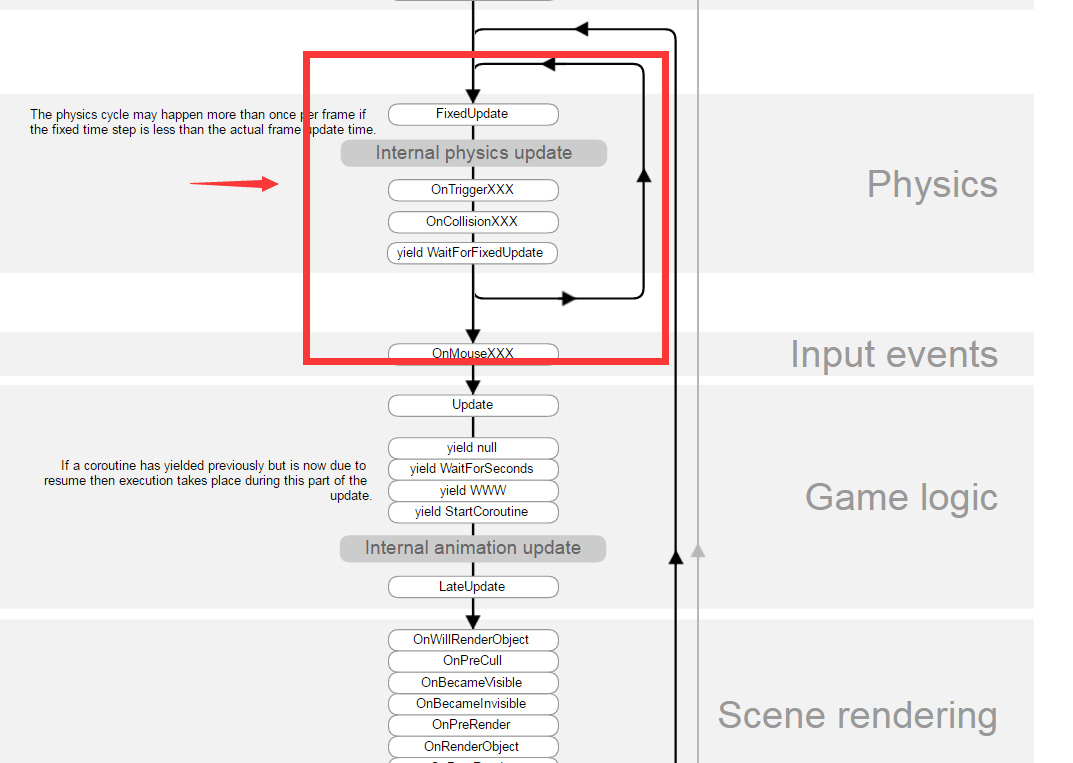 The physics cycle may happen more than once per frame if
the fixed time step is less than the actual frame update time.
FixedUpdate
Internal physics update
OnTriggerXXX
OnCollisionXXX
yield WaitForFixedUpdate
Physics
OnMouseXXX
Input events
Update
yield null
If a coroutine has yielded previously but is now due to
resume then execution takes place during this part of the
update.
yield WaitForSeconds
yield WWW
yield StartCoroutine
Internal animation update
LateUpdate
Game logic
OnWillRenderObject
OnPreCull
OnBecameVisible
OnBecameInvisible
OnPreRender
OnRenderObject
Scene rendering